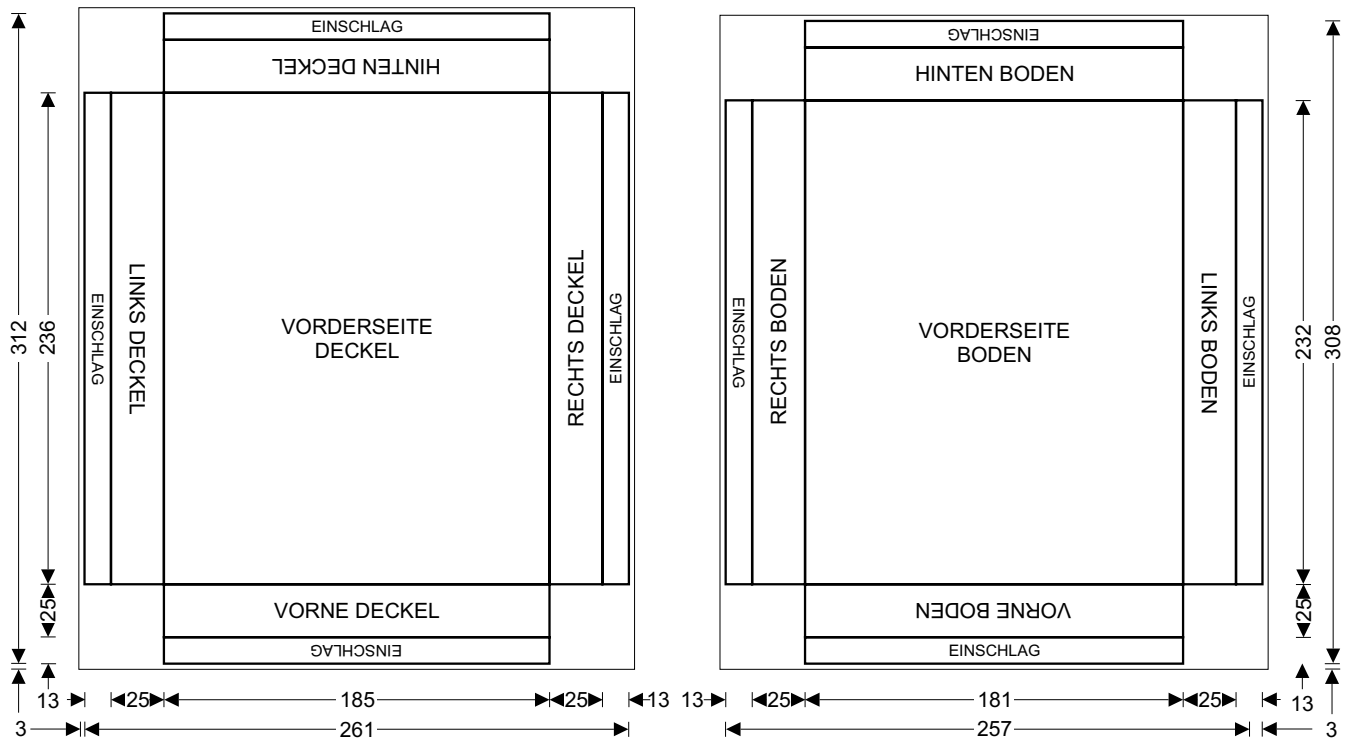 EINSCHLAG
HINTEN DECKEL
EINSCHLAG
LINKS DECKEL
VORDERSEITE
DECKEL
RECHTS DECKEL
EINSCHLAG
VORNE DECKEL
EINSCHLAG
312
236
25
13
25
185
25
13
3
261
EINSCHLAG
HINTEN BODEN
EINSCHLAG
RECHTS BODEN
VORDERSEITE
BODEN
LINKS BODEN
EINSCHLAG
VORNE BODEN
EINSCHLAG
232
308
25
13
25
181
25
13
257
3